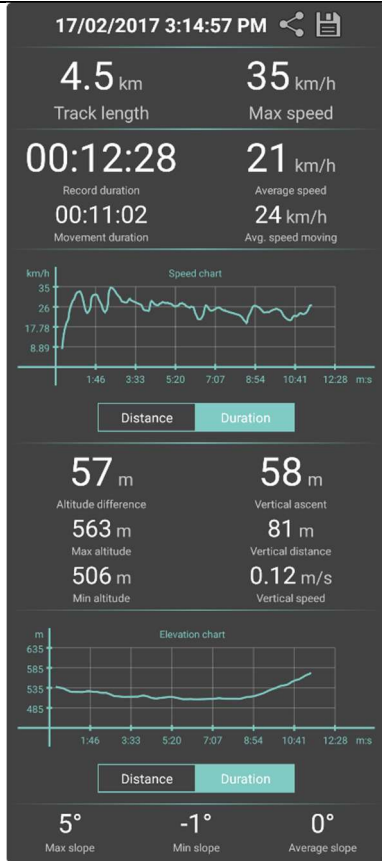 17/02/2017 3:14:57 PM
4.5 km 35 km/h
Track length Max speed
00:12:28 21 km/h
Record duration Average speed
00:11:02 24 km/h
Movement duration Avg. speed moving
km/h Speed chart
35
26
17.78
8.89
1:46 3:33 5:20 7:07 8:54 10:41 12:28 m:s
Distance Duration
57 m 58 m
Altitude difference Vertical ascent
563 m 81 m
Max altitude Vertical distance
506 m 0.12 m/s
Min altitude Vertical speed
m Elevation chart
635
585
535
485
1:46 3:33 5:20 7:07 8:54 10:41 12:28 m:s
Distance Duration
5° -1° 0°
Max slope Min slope Average slope